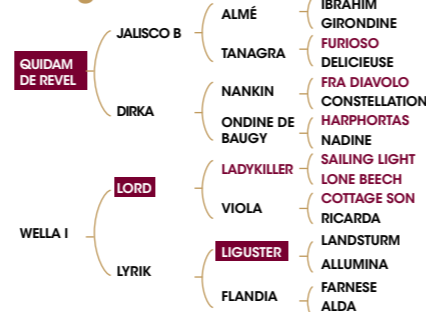 IBRAHIM
ALMÉ
GIRONDINE
JALISCO B
FURIOSO
TANAGRA
DELICIEUSE
QUIDAM
DE REVEL
FRA DIAVOLO
NANKIN
CONSTELLATION
DIRKA
HARPHORTAS
ONDINE DE
BAUGY
NADINE
SAILING LIGHT
LADYKILLER
LONE BEECH
LORD
COTTAGE SON
VIOLA
RICARDA
WELLA I
LANDSTURM
LIGUSTER
ALLUMINA
LYRIK
FARNESE
FLANDIA
ALDA